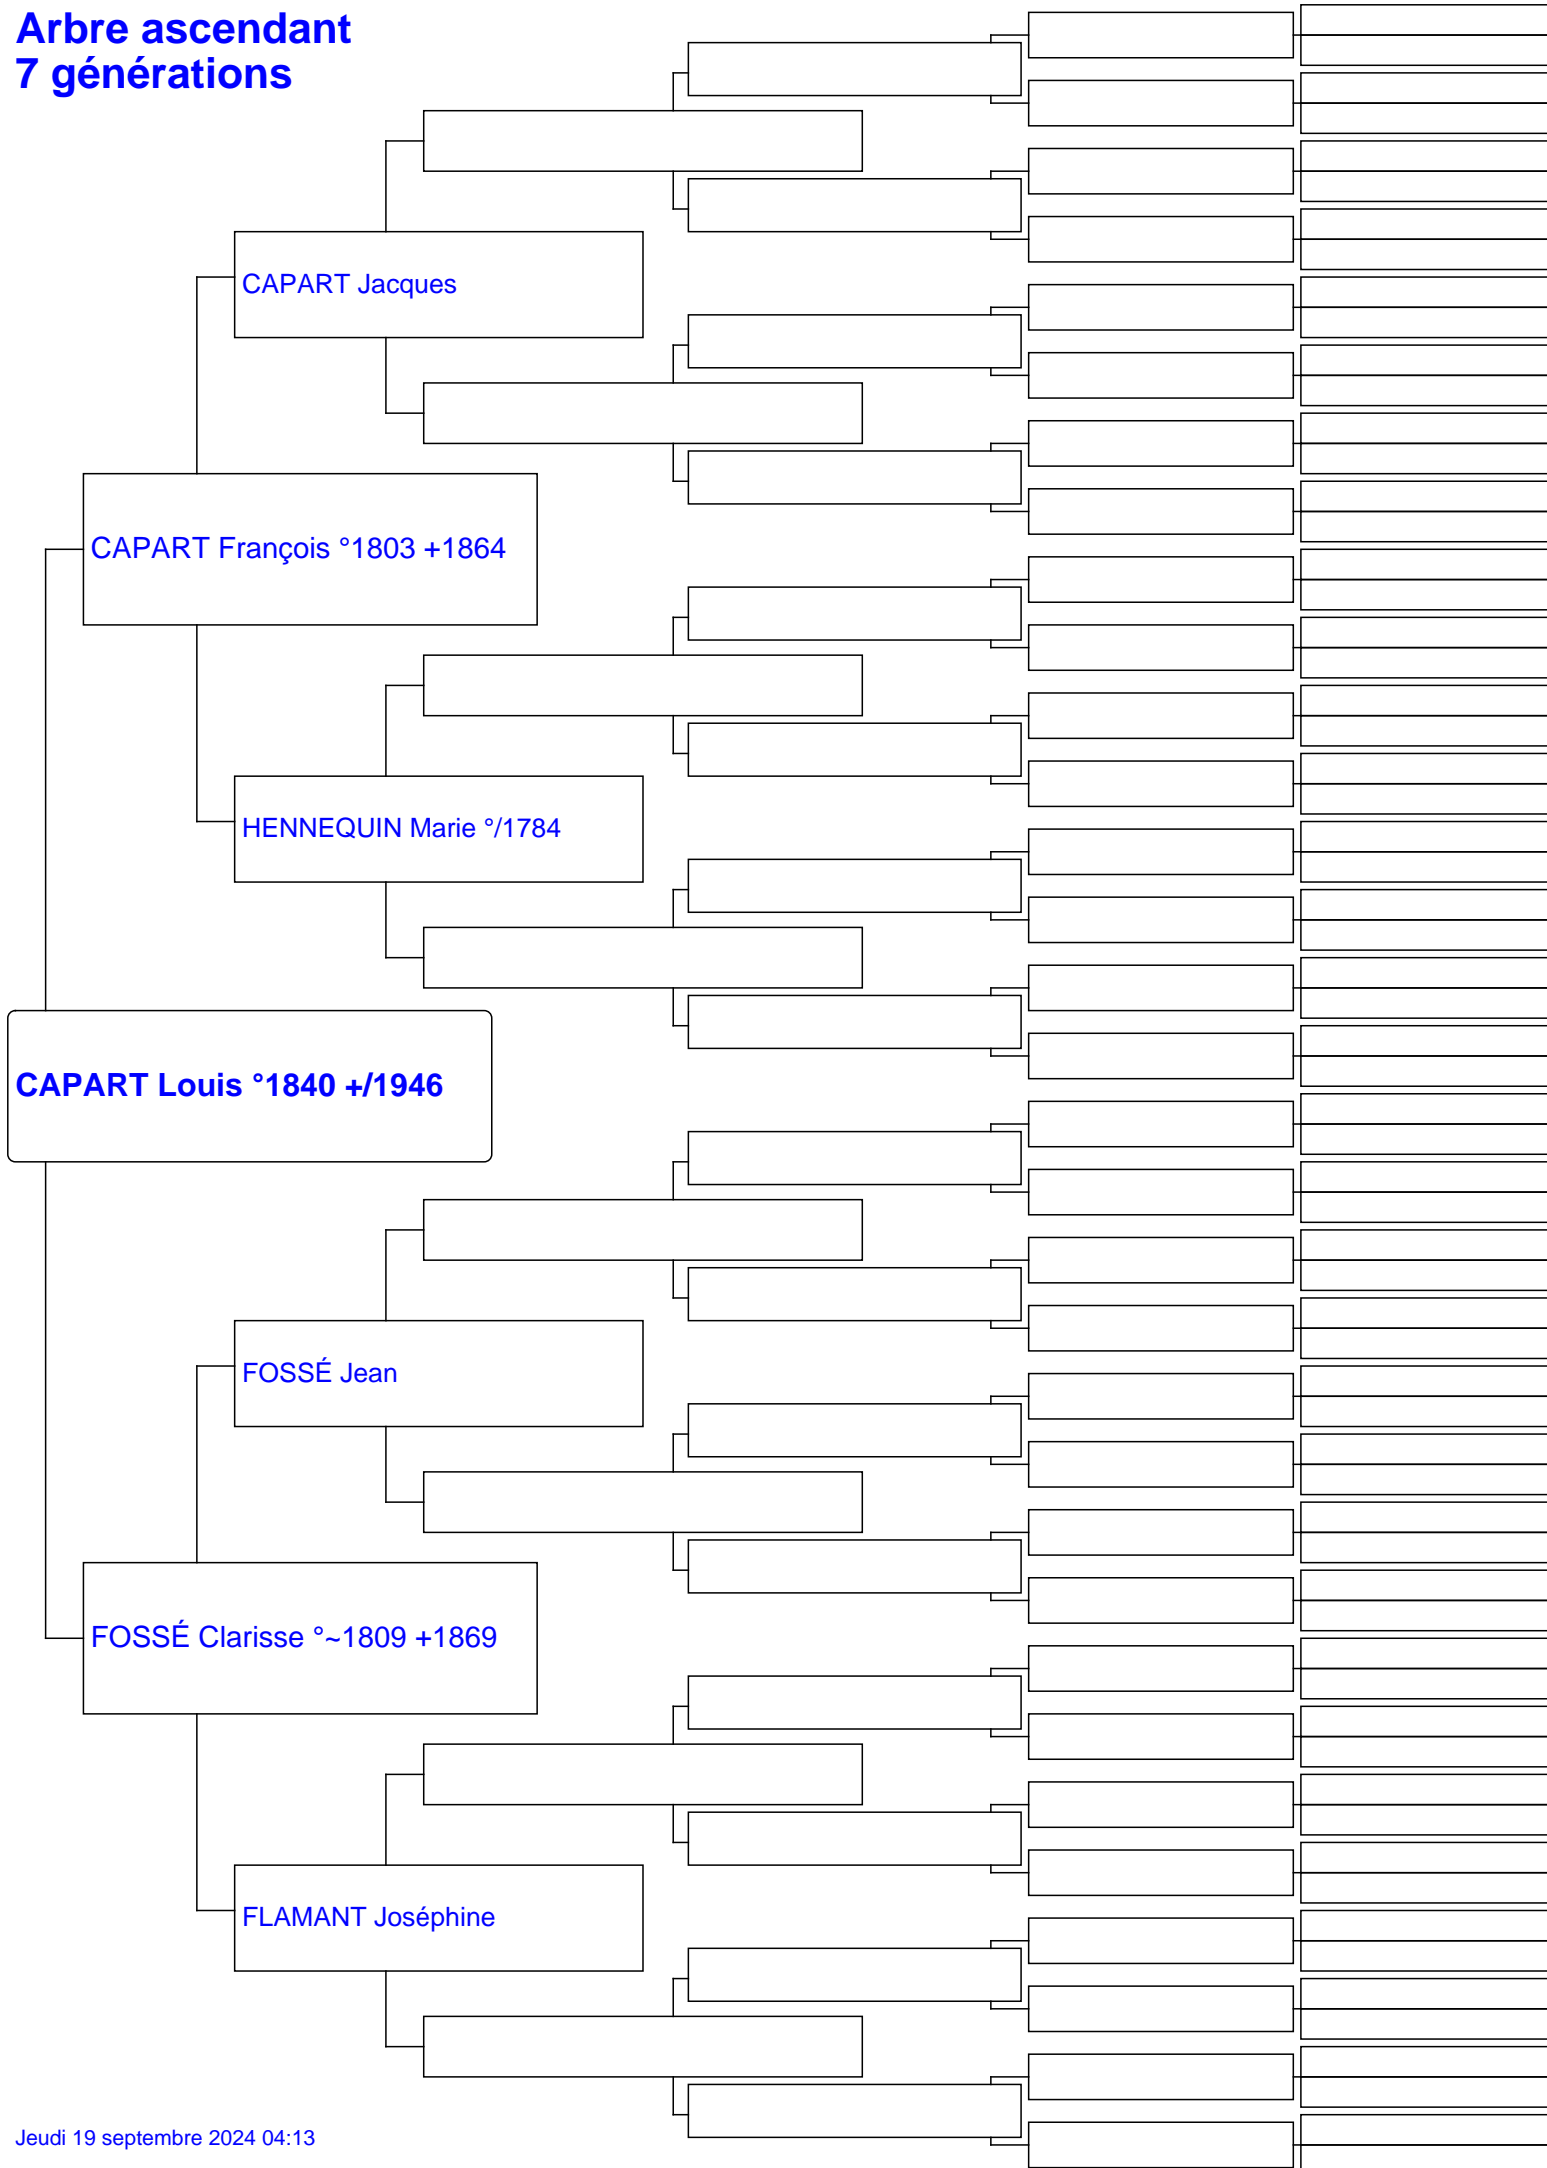 Arbre ascendant
7 générations
CAPART Jacques
CAPART François °1803 +1864
HENNEQUIN Marie °/1784
CAPART Louis °1840 +/1946
FOSSÉ Jean
FOSSÉ Clarisse °~1809 +1869
FLAMANT Joséphine
Jeudi 19 septembre 2024 04:13